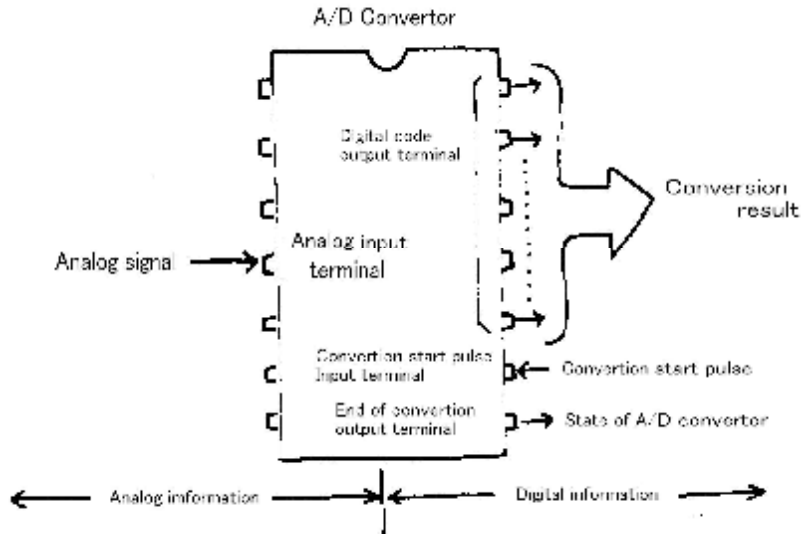 A/D Convertor
Digital code
output terminal
Conversion
result
Analog signal
Analog input
terminal
Convertion start pulse
Input terminal
Convertion start pulse
End of convertion
output terminal
State of A/D convertor
Analog imformation
Digital information